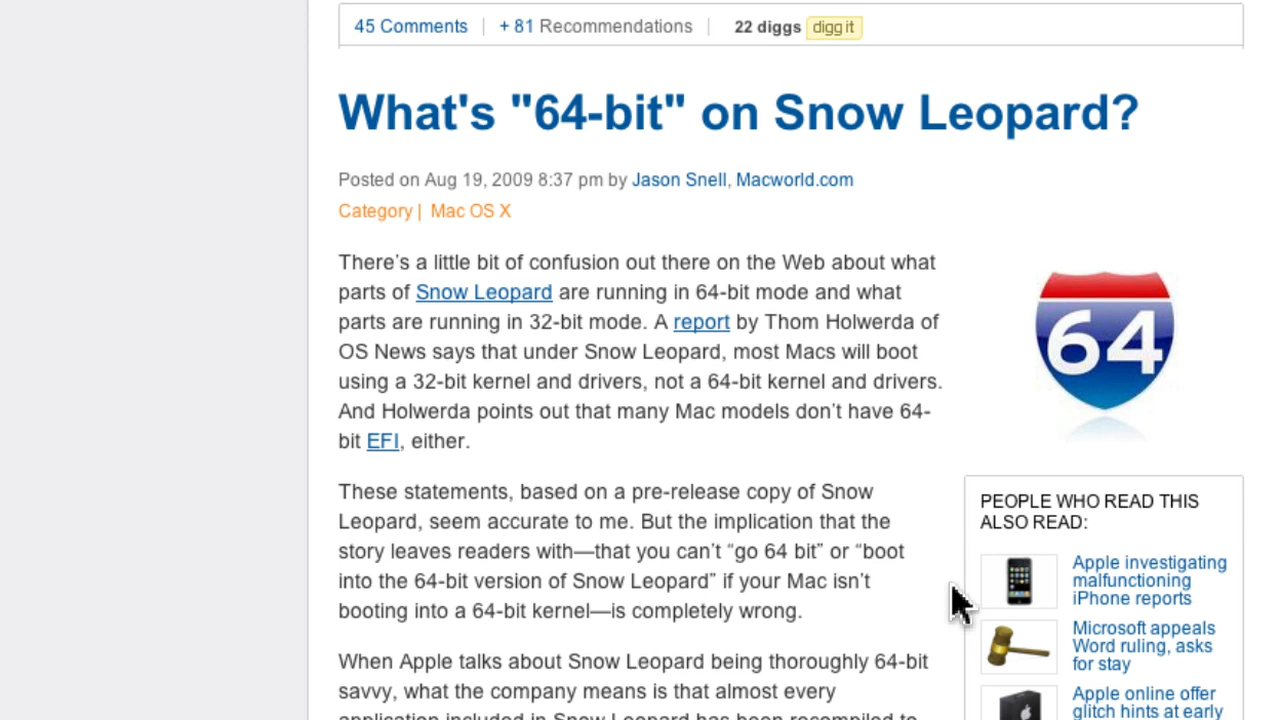 45 Comments | + 81 Recommendations | 22 diggs digg it
What's "64-bit" on Snow Leopard?
Posted on Aug 19, 2009 8:37 pm by Jason Snell, Macworld.com
Category | Mac OS X
There’s a little bit of confusion out there on the Web about what
parts of Snow Leopard are running in 64-bit mode and what
parts are running in 32-bit mode. A report by Thom Holwerda of
OS News says that under Snow Leopard, most Macs will boot
using a 32-bit kernel and drivers, not a 64-bit kernel and drivers.
And Holwerda points out that many Mac models don’t have 64-
bit EFI, either.
64
These statements, based on a pre-release copy of Snow
Leopard, seem accurate to me. But the implication that the
story leaves readers with—that you can’t “go 64 bit” or “boot
into the 64-bit version of Snow Leopard” if your Mac isn’t
booting into a 64-bit kernel—is completely wrong.
When Apple talks about Snow Leopard being thoroughly 64-bit
savvy, what the company means is that almost every
application included in Snow Leopard has been recompiled to
PEOPLE WHO READ THIS
ALSO READ:
Apple investigating
malfunctioning
iPhone reports
Microsoft appeals
Word ruling, asks
for stay
Apple online offer
glitch hints at early